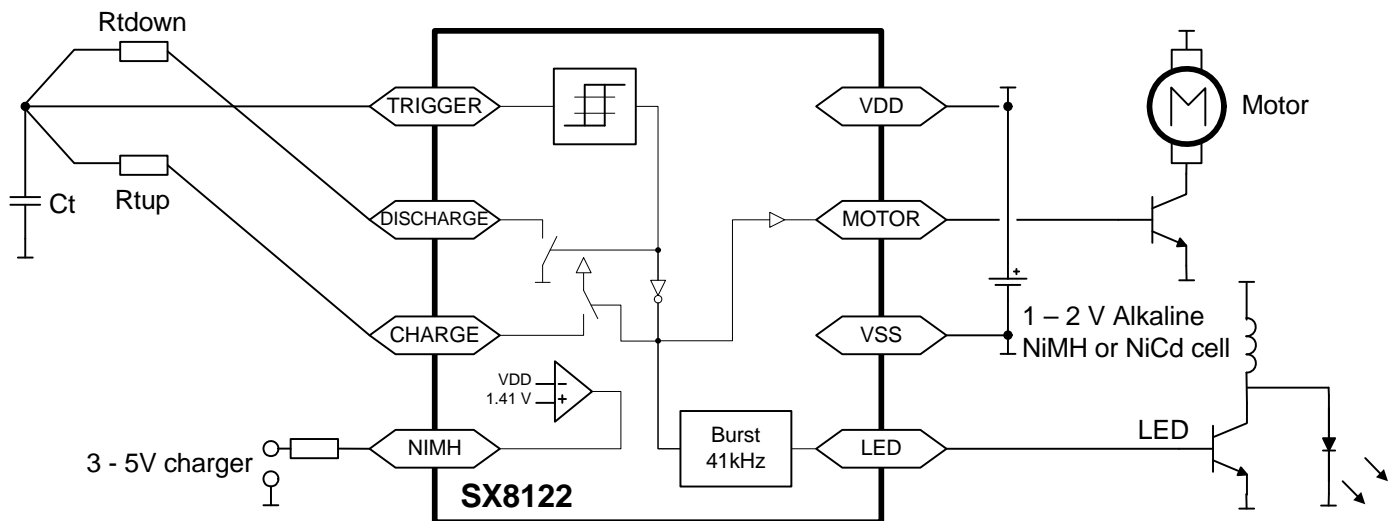 Rtdown
TRIGGER
VDD
Motor
Ct
Rtup
DISCHARGE
MOTOR
+
CHARGE
VSS
1 – 2 V Alkaline
NiMH or NiCd cell
VDD
1.41 V
−
+
3 - 5V charger
NIMH
Burst
41kHz
LED
LED
SX8122
M